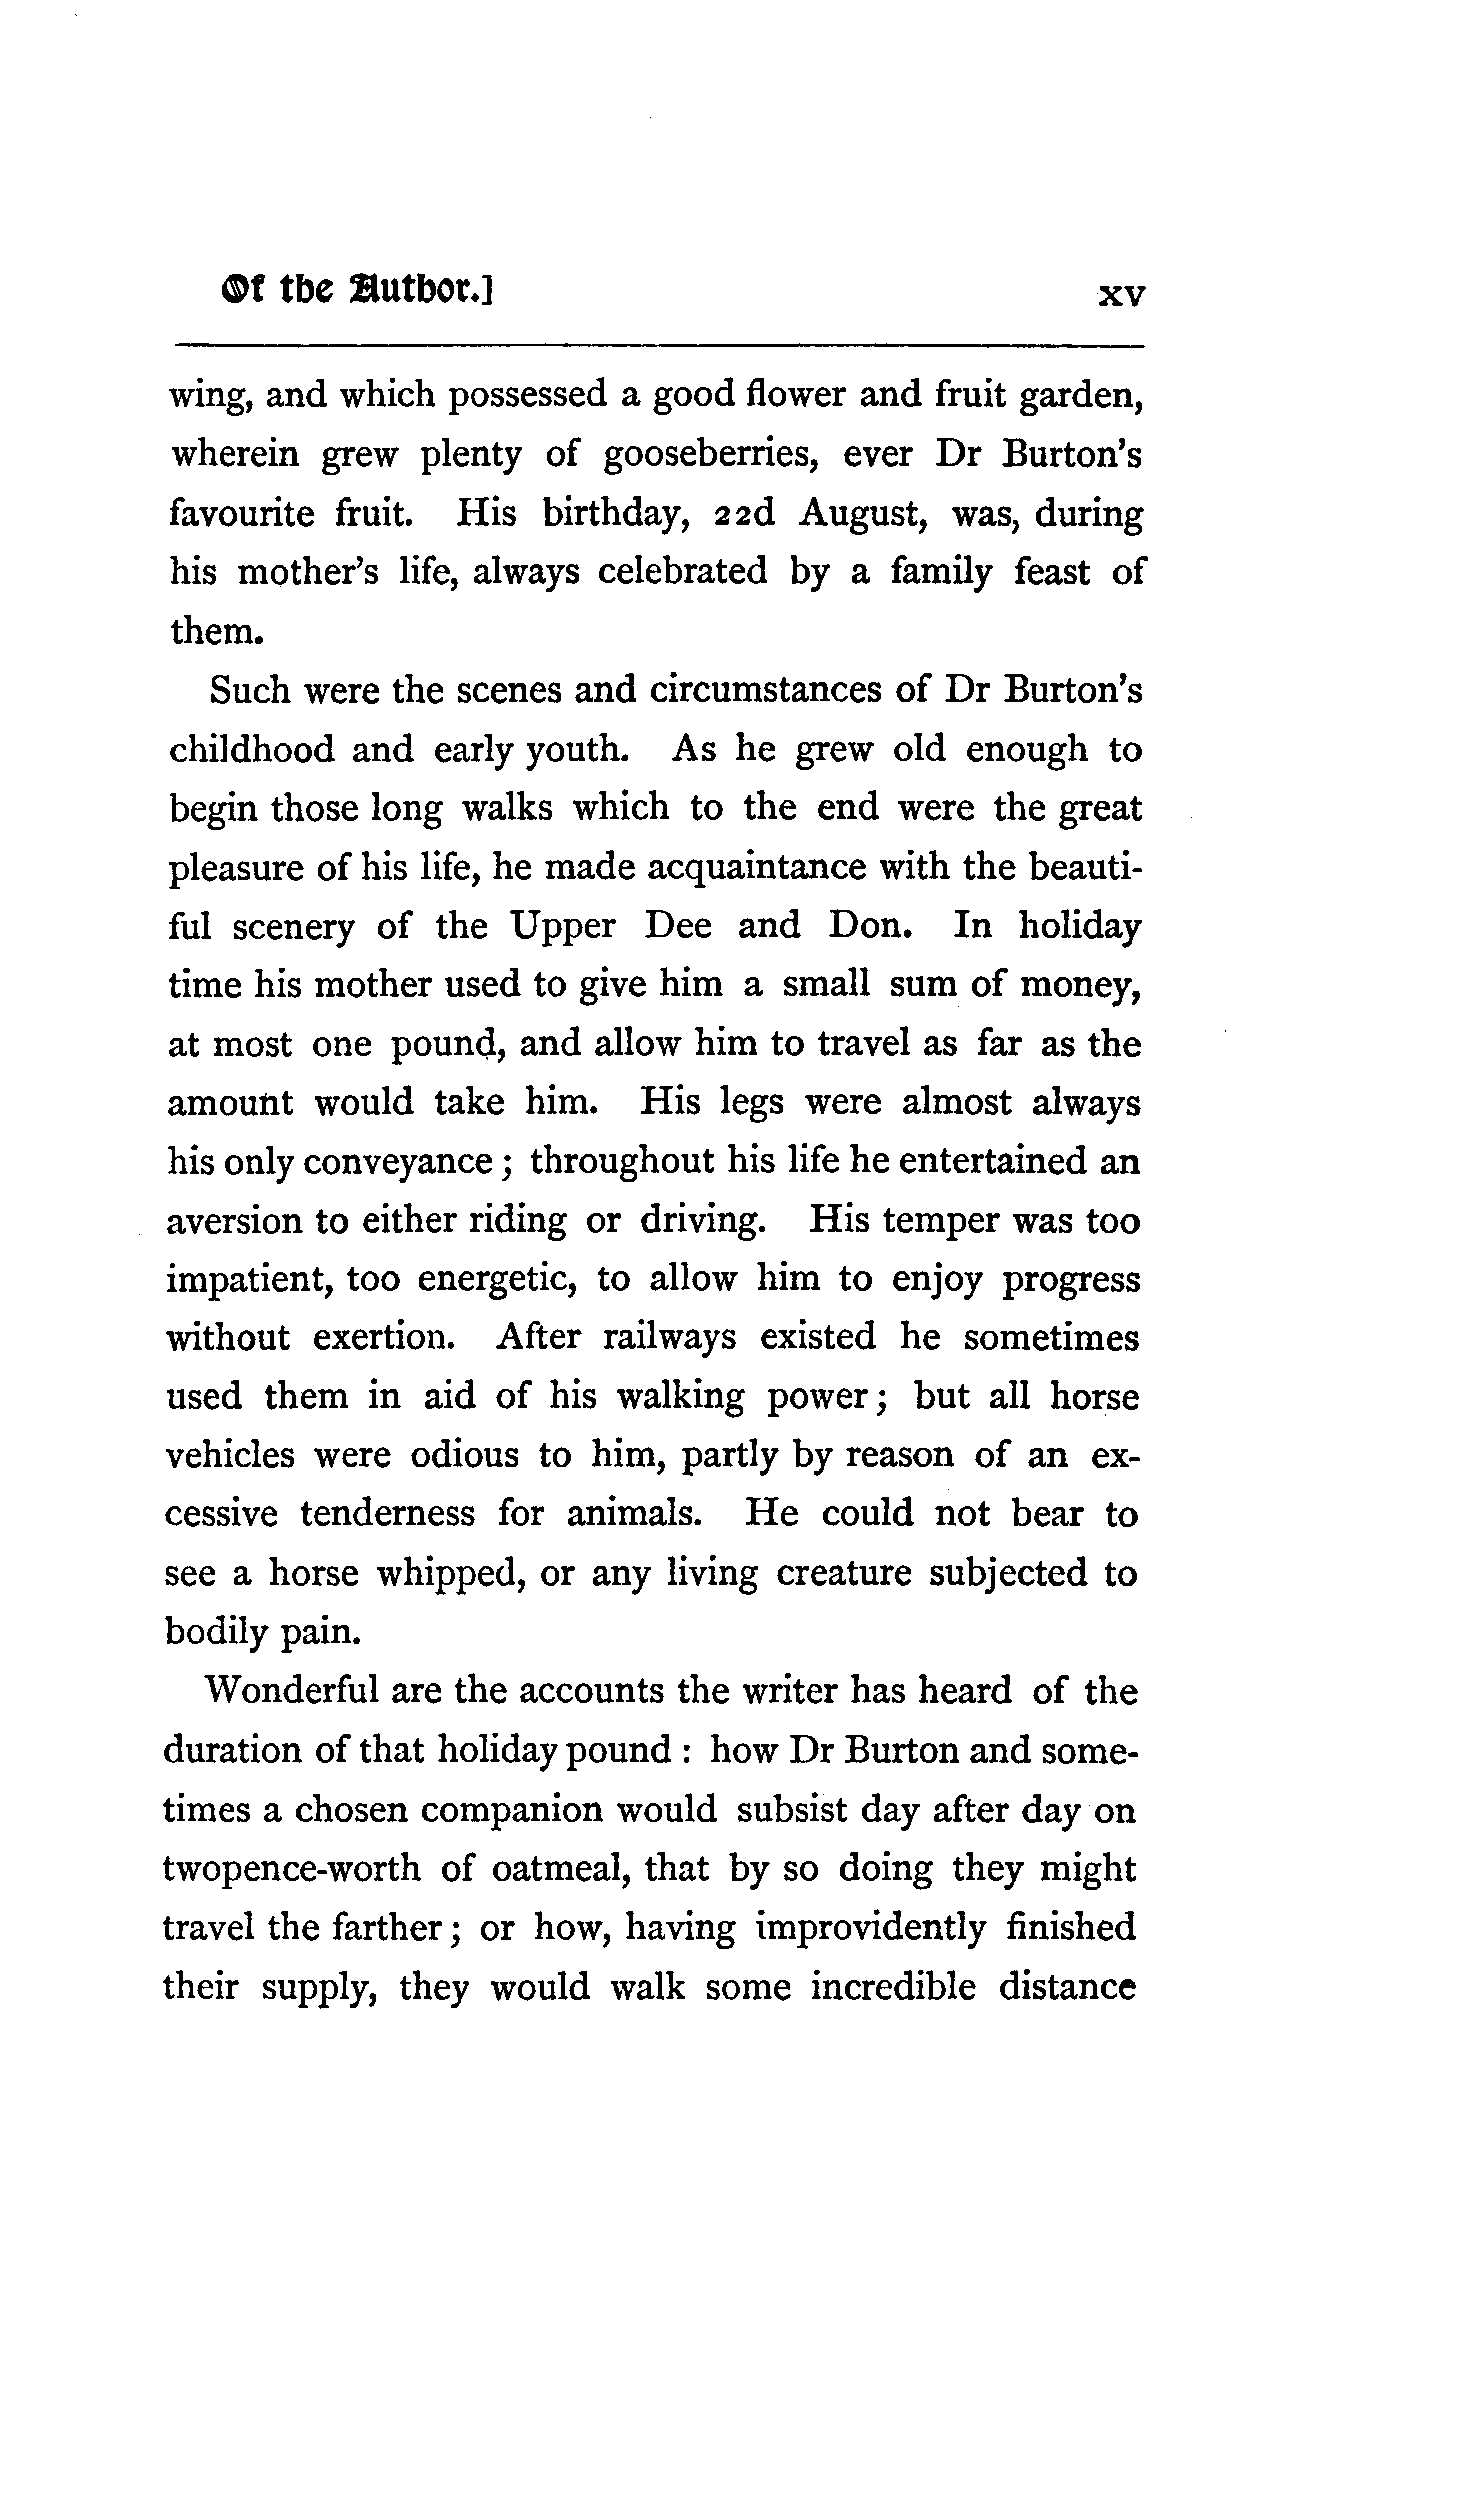 Of the Author.] xv
wing, and which possessed a good flower and fruit garden,
wherein grew plenty of gooseberries, ever Dr Burton's
favourite fruit. His birthday, 22d August, was, during
his mother's life, always celebrated by a family feast of
them.
Such were the scenes and circumstances of Dr Burton's
childhood and early youth. As he grew old enough to
begin those long walks which to the end were the great
pleasure of his life, he made acquaintance with the beauti-
ful scenery of the Upper Dee and Don. In holiday
time his mother used to give him a small sum of money,
at most one pound, and allow him to travel as far as the
amount would take him. His legs were almost always
his only conveyance; throughout his life he entertained an
aversion to either riding or driving. His temper was too
impatient, too energetic, to allow him to enjoy progress
without exertion. After railways existed he sometimes
used them in aid of his walking power; but all horse
vehicles were odious to him, partly by reason of an ex-
cessive tenderness for animals. He could not bear to
see a horse whipped, or any living creature subjected to
bodily pain.
Wonderful are the accounts the writer has heard of the
duration of that holiday pound: how Dr Burton and some-
times a chosen companion would subsist day after day on
twopence-worth of oatmeal, that by so doing they might
travel the farther; or how, having improvidently finished
their supply, they would walk some incredible distance